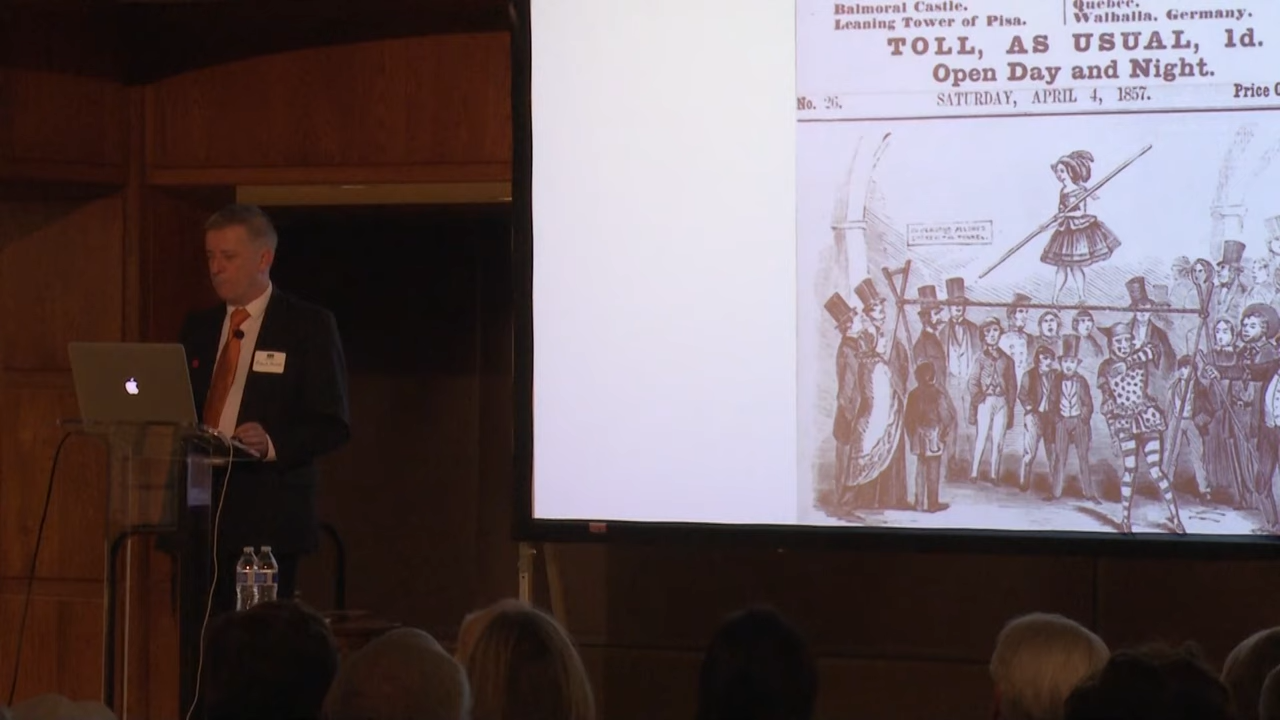 Balmoral Castle.
Leaning Tower of Pisa.
Quebec.
Walhalla, Germany.
TOLL, AS USUAL, 1d.
Open Day and Night.
No. 26.
SATURDAY, APRIL 4, 1857.
Price